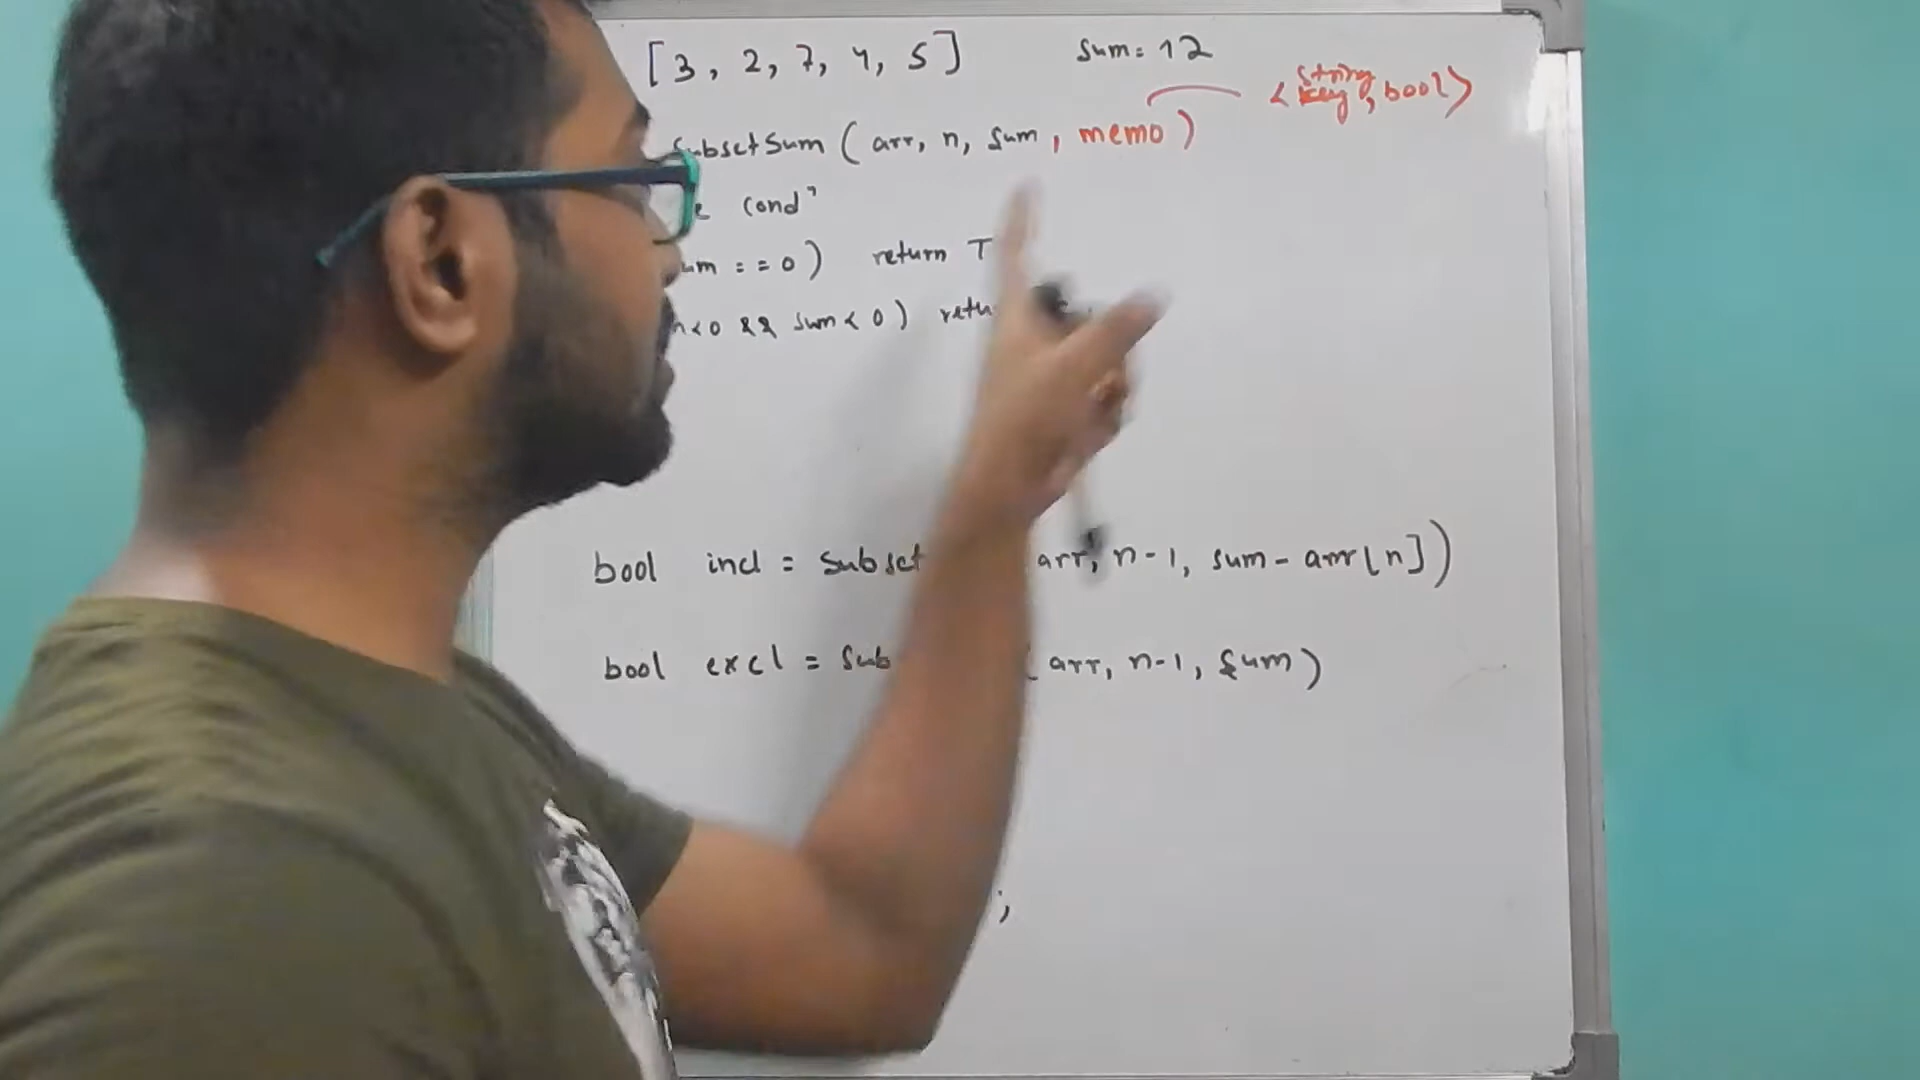 [3, 2, 7, 4, 5] sum = 12
<string key, bool>
SubsetSum (arr, n, sum, memo)
cond"
um == 0) return T
n<0 && sum<0) retu
bool incl = subset arr, n-1, sum - arr[n])
bool excl = sub (arr, n-1, sum)
;